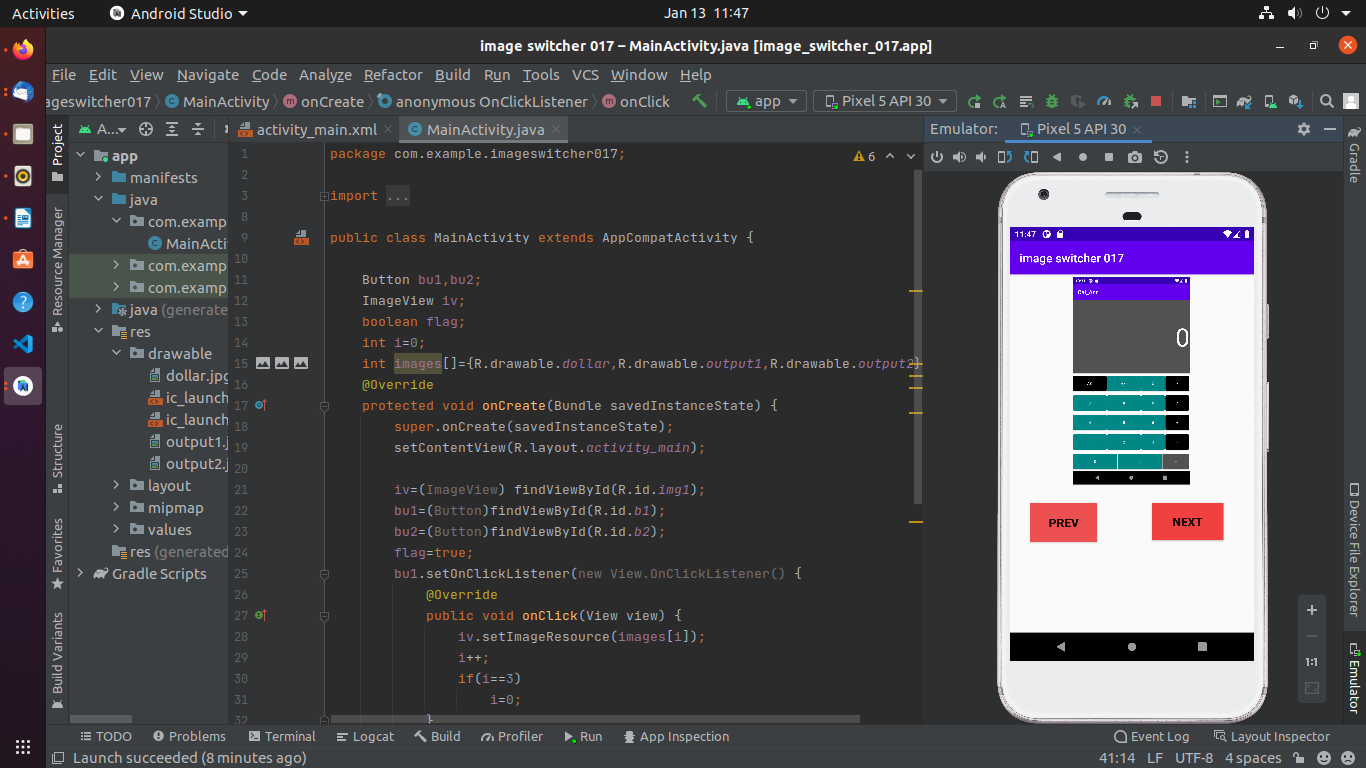 Activities Android Studio Jan 13 11:47
image switcher 017 – MainActivity.java [image_switcher_017.app]
File Edit View Navigate Code Analyze Refactor Build Run Tools VCS Window Help
ageswitcher017 MainActivity onCreate anonymous OnClickListener onClick app Pixel 5 API 30
Project A... activity_main.xml MainActivity.java Emulator: Pixel 5 API 30 Gradle
app
manifests
java
com.examp
MainActi
com.examp
com.examp
java (generate
res
drawable
dollar.jpg
ic_launch
ic_launch
output1.j
output2.j
layout
mipmap
values
res (generated
Gradle Scripts
Resource Manager
Structure
Favorites
Build Variants
6
1 package com.example.imageswitcher017;
2
3 import ...
8
9 public class MainActivity extends AppCompatActivity {
10
11 Button bu1,bu2;
12 ImageView iv;
13 boolean flag;
14 int i=0;
15 int images[]={R.drawable.dollar,R.drawable.output1,R.drawable.output2}
16 @Override
17 protected void onCreate(Bundle savedInstanceState) {
18 super.onCreate(savedInstanceState);
19 setContentView(R.layout.activity_main);
20
21 iv=(ImageView) findViewById(R.id.img1);
22 bu1=(Button)findViewById(R.id.b1);
23 bu2=(Button)findViewById(R.id.b2);
24 flag=true;
25 bu1.setOnClickListener(new View.OnClickListener() {
26 @Override
27 public void onClick(View view) {
28 iv.setImageResource(images[i]);
29 i++;
30 if(i==3)
31 i=0;
32 }
11:47
image switcher 017
0
PREV NEXT
1:1
Device File Explorer
Emulator
TODO Problems Terminal Logcat Build Profiler Run App Inspection Event Log Layout Inspector
Launch succeeded (8 minutes ago) 41:14 LF UTF-8 4 spaces